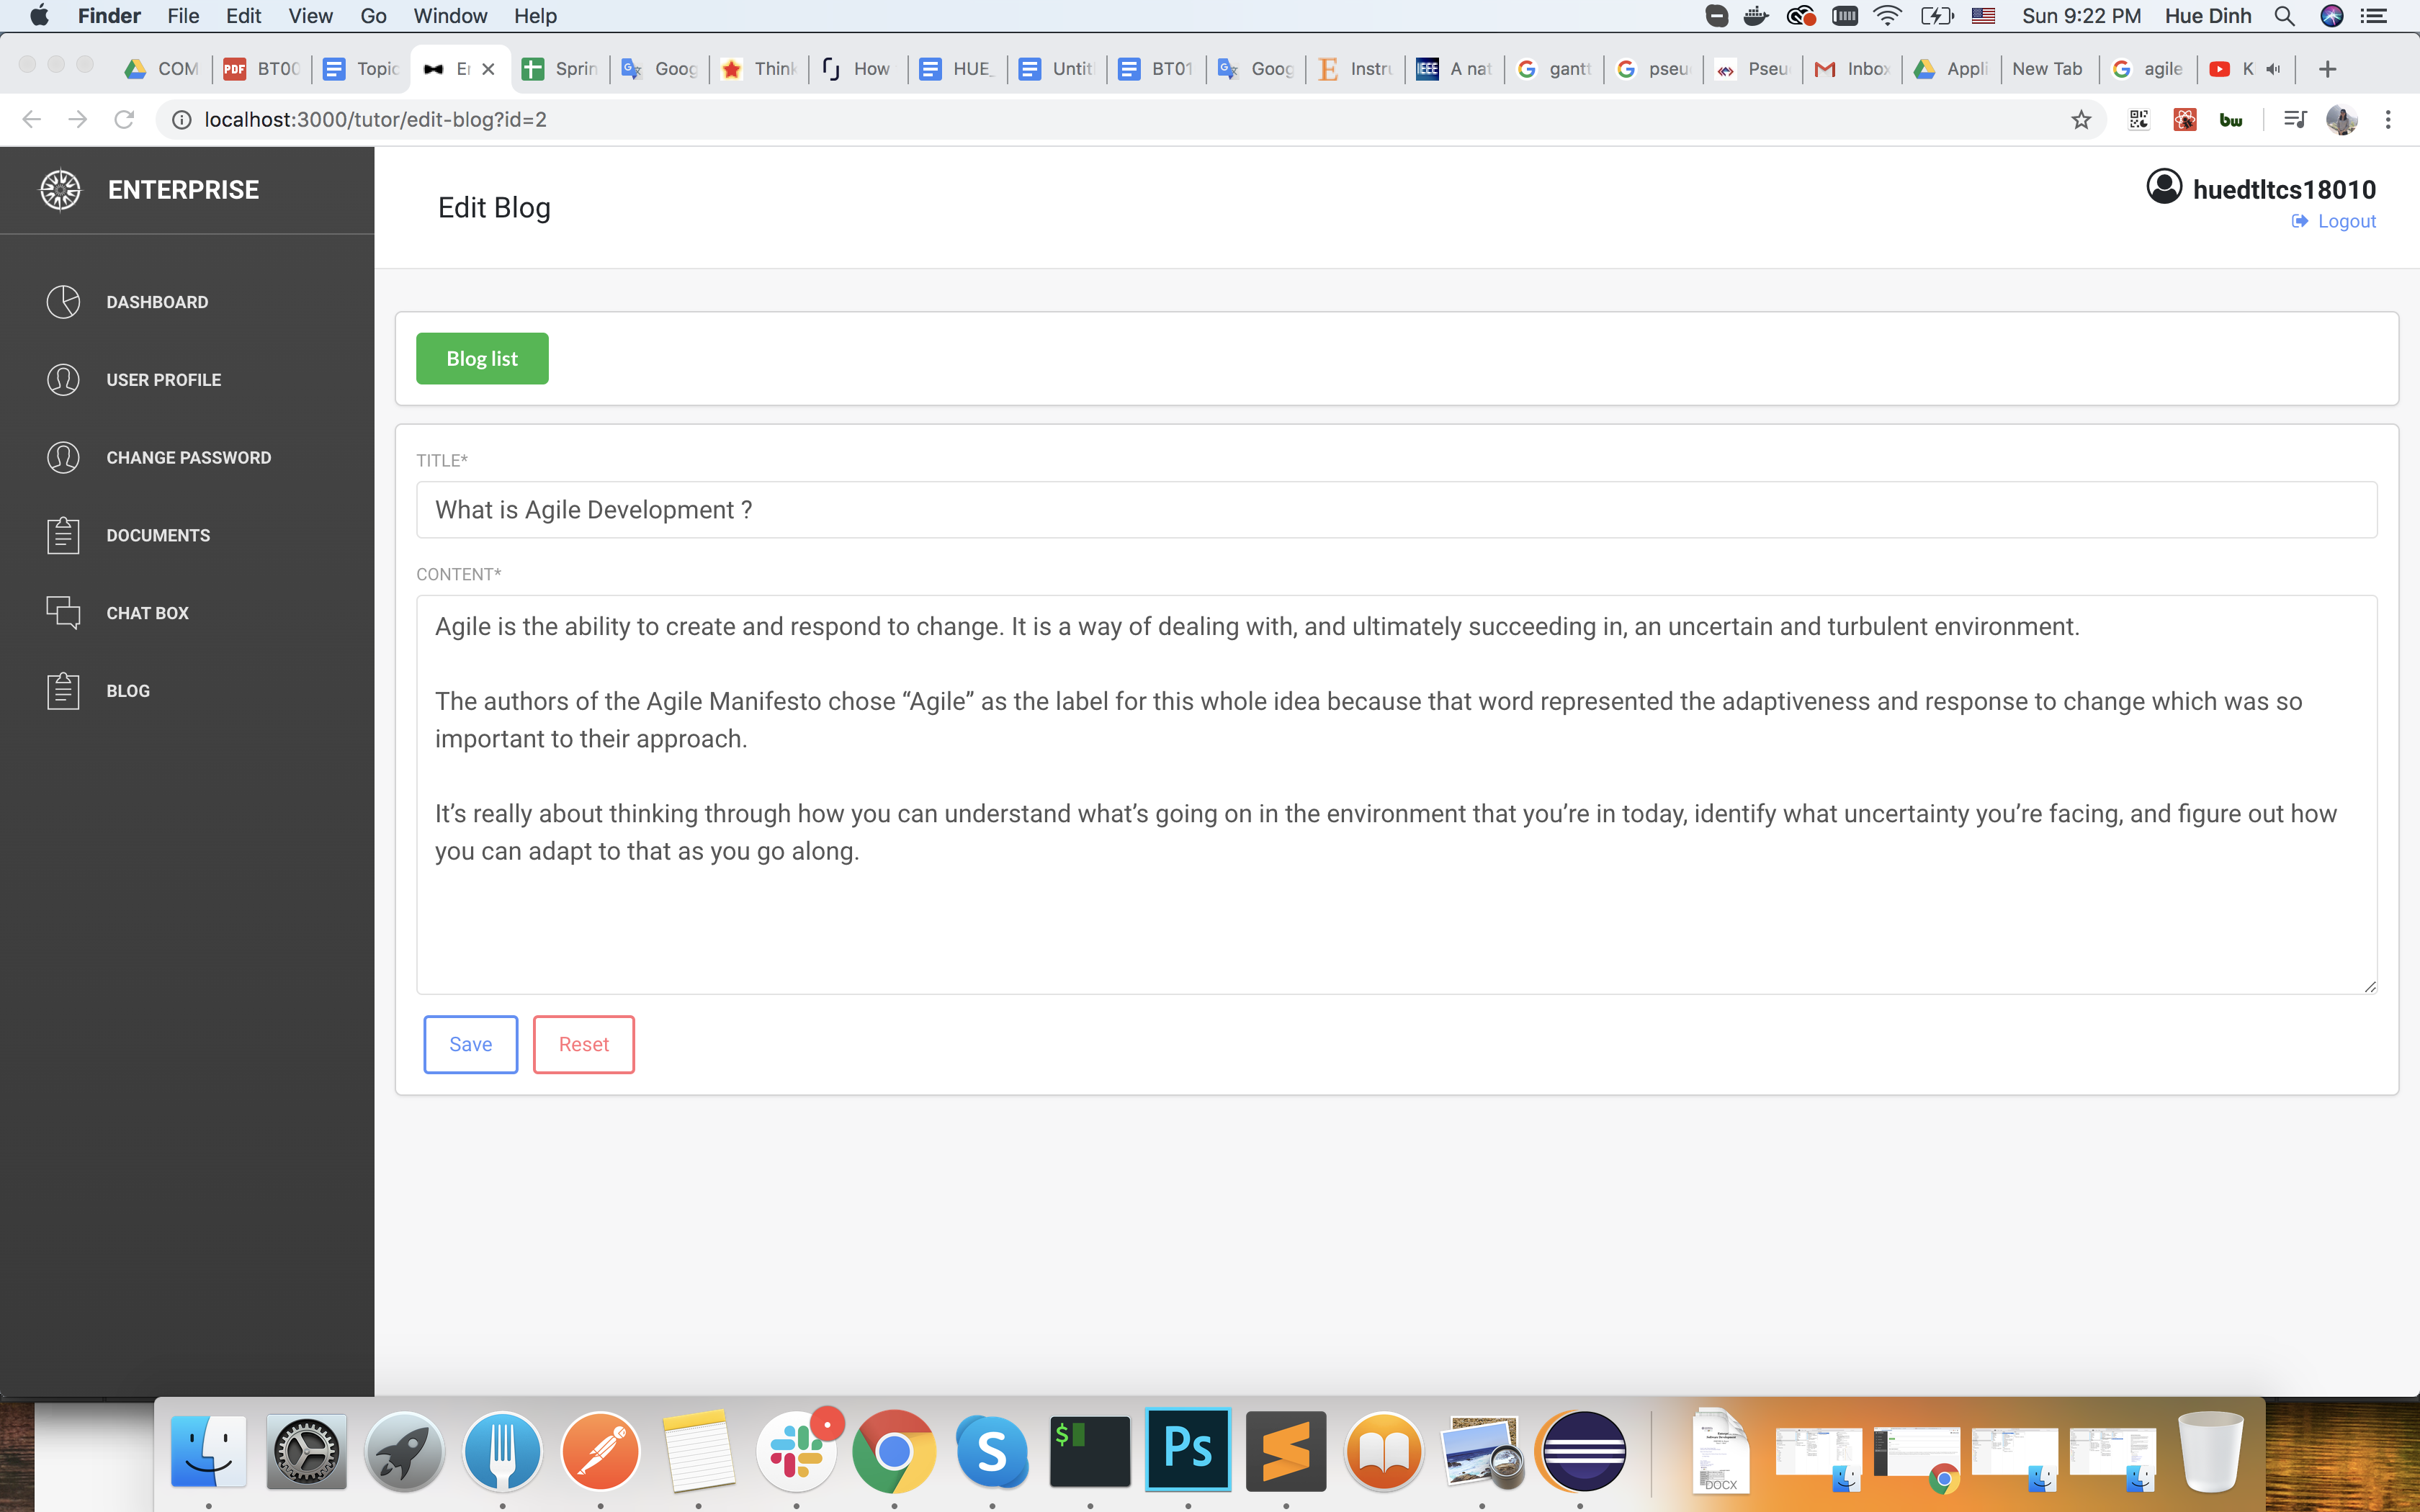 Finder File Edit View Go Window Help Sun 9:22 PM Hue Dinh
COM PDF BT00 Topic Er Sprin Goog Think How HUE_ Untit BT01 Goog E Instru IEEE A nat gantt pseu Pseu Inbox Appli New Tab agile K
localhost:3000/tutor/edit-blog?id=2 bw
ENTERPRISE
DASHBOARD
USER PROFILE
CHANGE PASSWORD
DOCUMENTS
CHAT BOX
BLOG
Edit Blog
huedtltcs18010
Logout
Blog list
TITLE*
What is Agile Development ?
CONTENT*
Agile is the ability to create and respond to change. It is a way of dealing with, and ultimately succeeding in, an uncertain and turbulent environment.
The authors of the Agile Manifesto chose “Agile” as the label for this whole idea because that word represented the adaptiveness and response to change which was so
important to their approach.
It’s really about thinking through how you can understand what’s going on in the environment that you’re in today, identify what uncertainty you’re facing, and figure out how
you can adapt to that as you go along.
Save Reset
S $ Ps DOCX